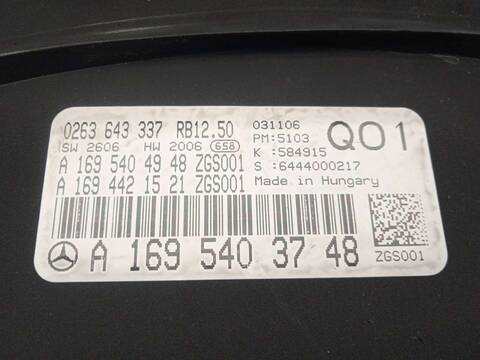 0263 643 337 RB12.50
SW 2606 HW 2006 658
A 169 540 49 48 ZGS001
A 169 442 15 21 ZGS001
031106
PM:5103
K :584915
S :6444000217
Made in Hungary
Q01
A 169 540 37 48
ZGS001